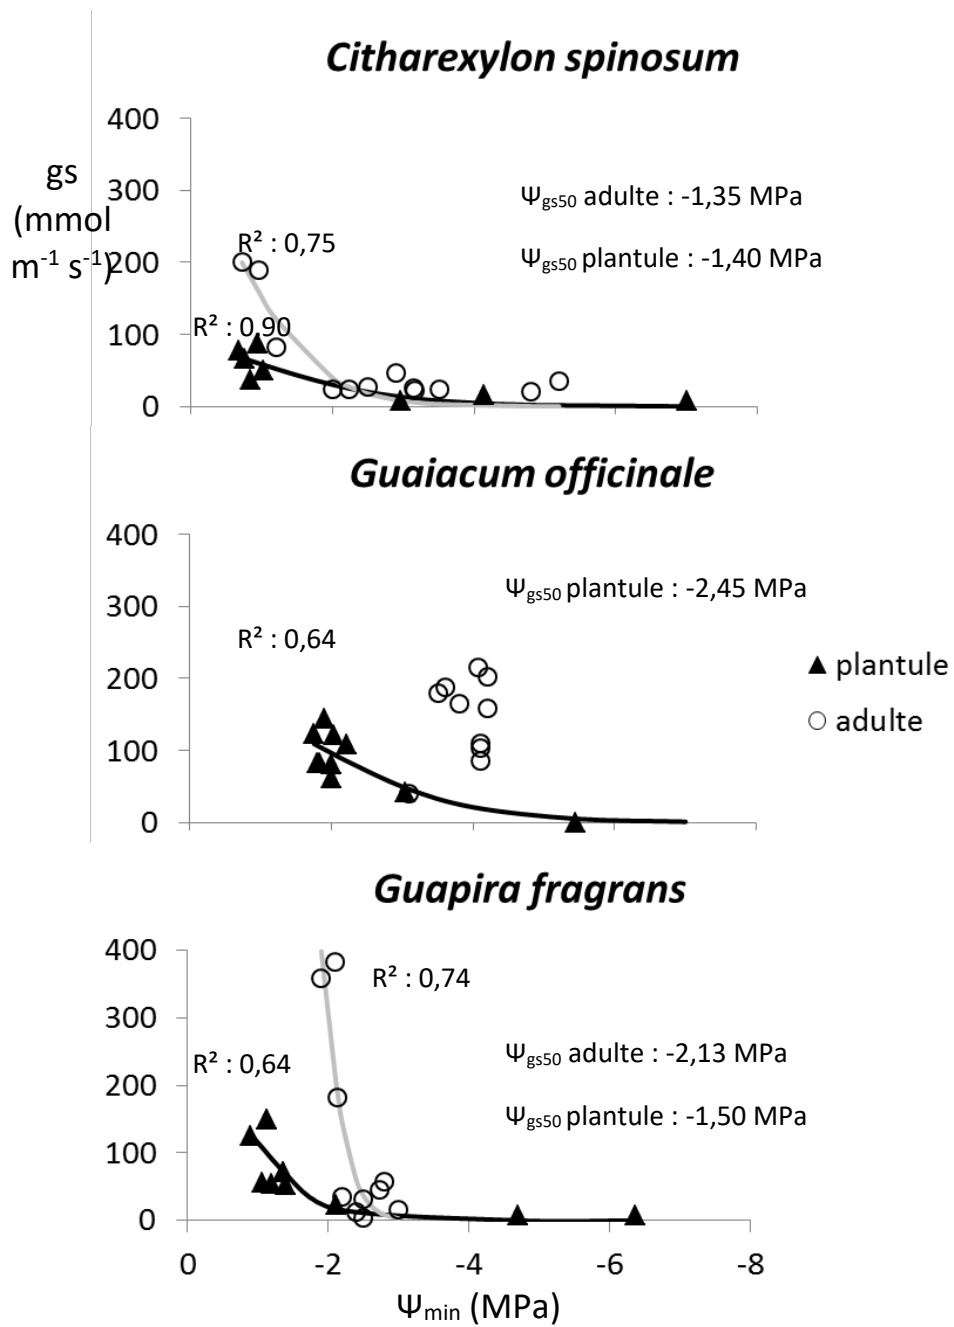 Citharexylon spinosum
gs
(mmol
m⁻¹ s⁻¹)
400
300
200
100
0
R² : 0,75
R² : 0,90
Ψgs50 adulte : -1,35 MPa
Ψgs50 plantule : -1,40 MPa
Guaiacum officinale
400
300
200
100
0
R² : 0,64
Ψgs50 plantule : -2,45 MPa
plantule
adulte
Guapira fragrans
400
300
200
100
0
R² : 0,74
R² : 0,64
Ψgs50 adulte : -2,13 MPa
Ψgs50 plantule : -1,50 MPa
0 -2 -4 -6 -8
Ψmin (MPa)